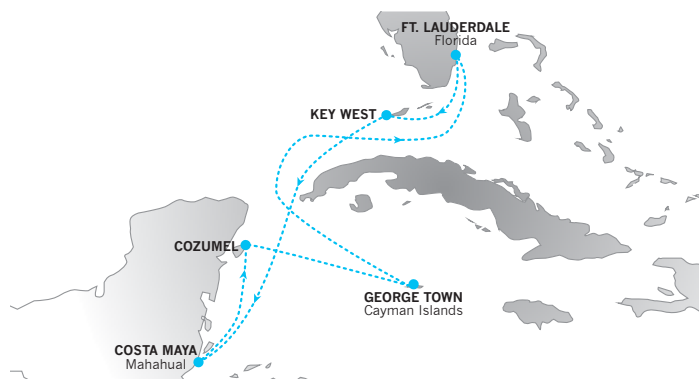 FT. LAUDERDALE
Florida
KEY WEST
COZUMEL
GEORGE TOWN
Cayman Islands
COSTA MAYA
Mahahual